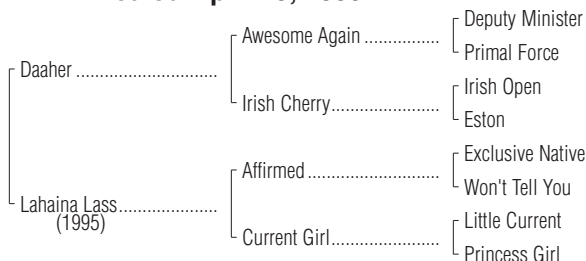 Deputy Minister
Awesome Again
Primal Force
Daaher
Irish Open
Irish Cherry
Eston
Exclusive Native
Affirmed
Won't Tell You
Lahaina Lass
(1995)
Little Current
Current Girl
Princess Girl